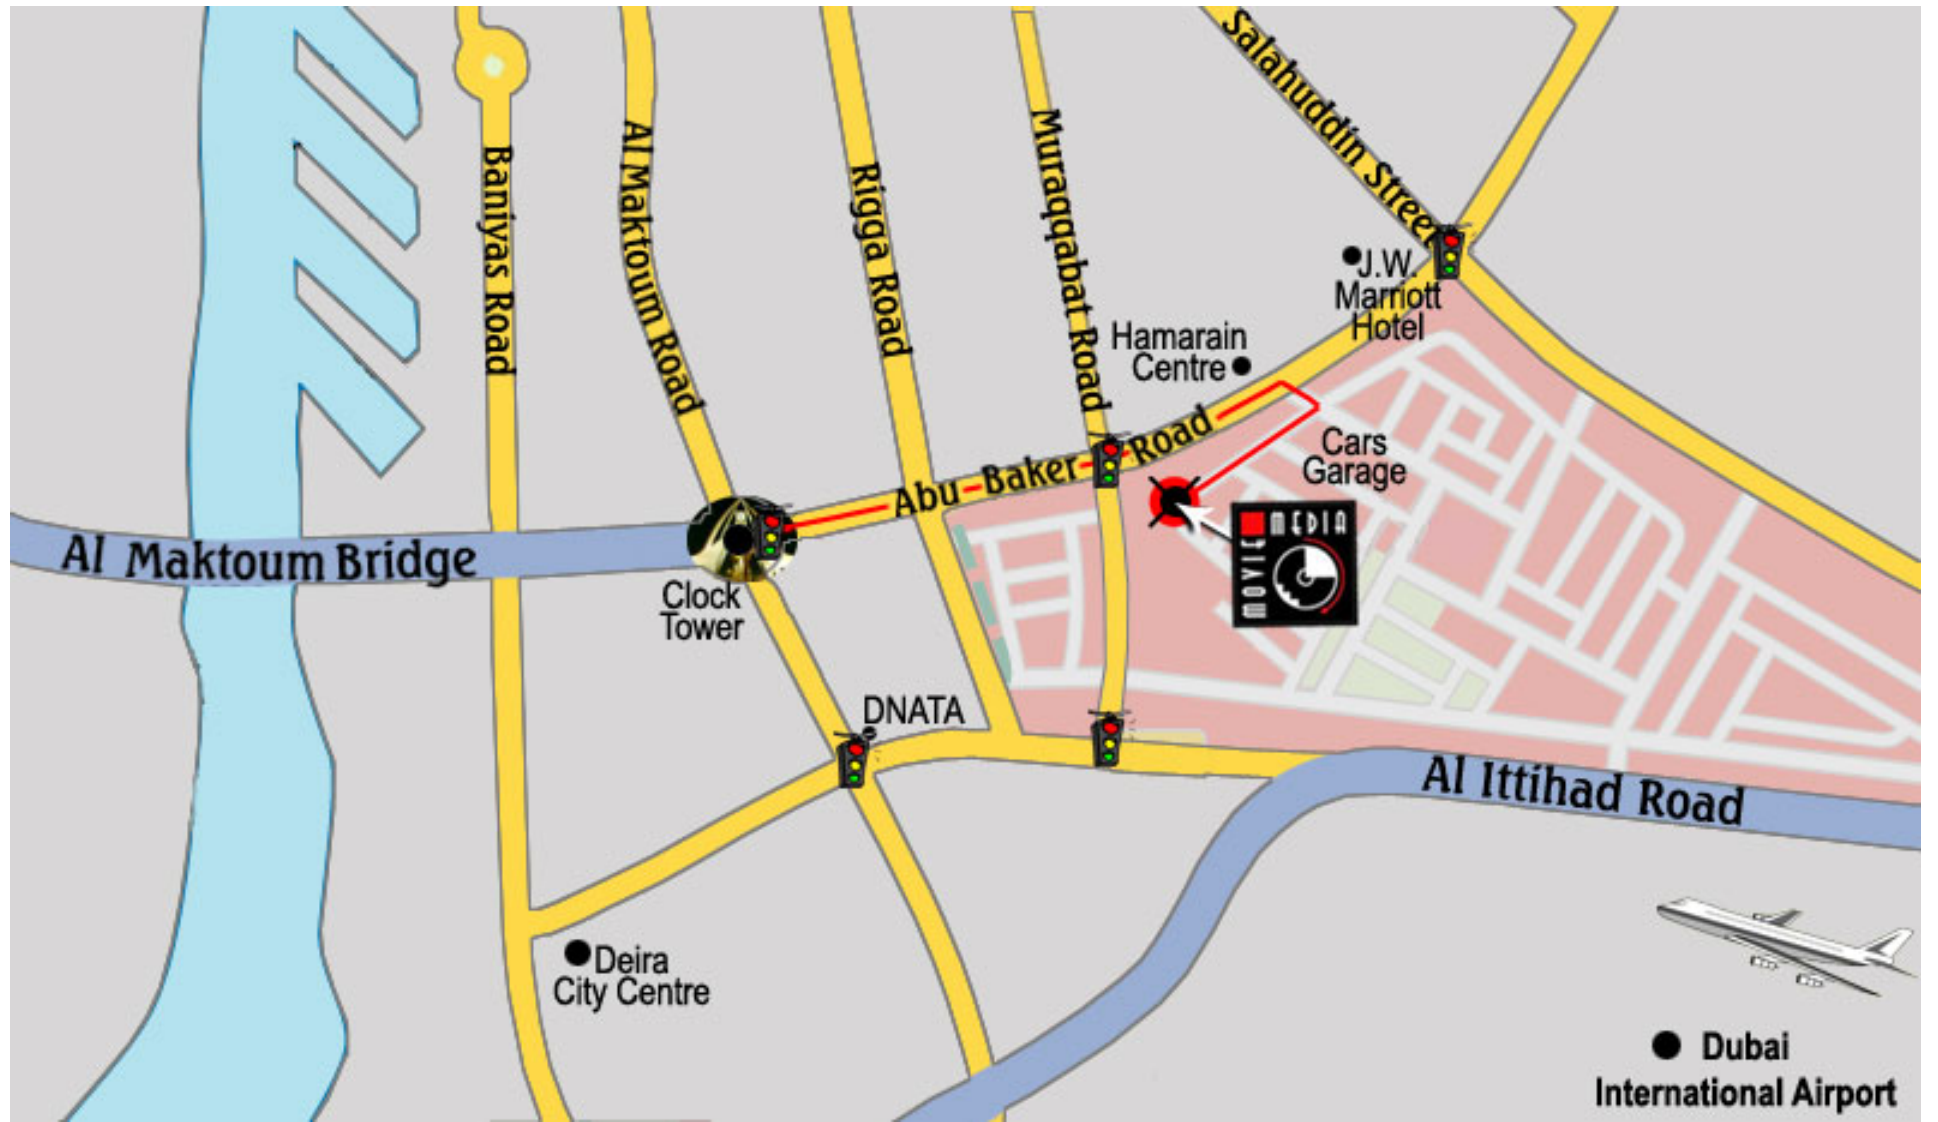 Salahuddin Street
Baniyas Road
Al Maktoum Road
Rigga Road
Muraqqabat Road
J.W.
Marriott
Hotel
Hamarain
Centre
Abu Baker Road
Cars
Garage
MOVIE MEDIA
Al Maktoum Bridge
Clock
Tower
DNATA
Al Ittihad Road
Deira
City Centre
Dubai
International Airport